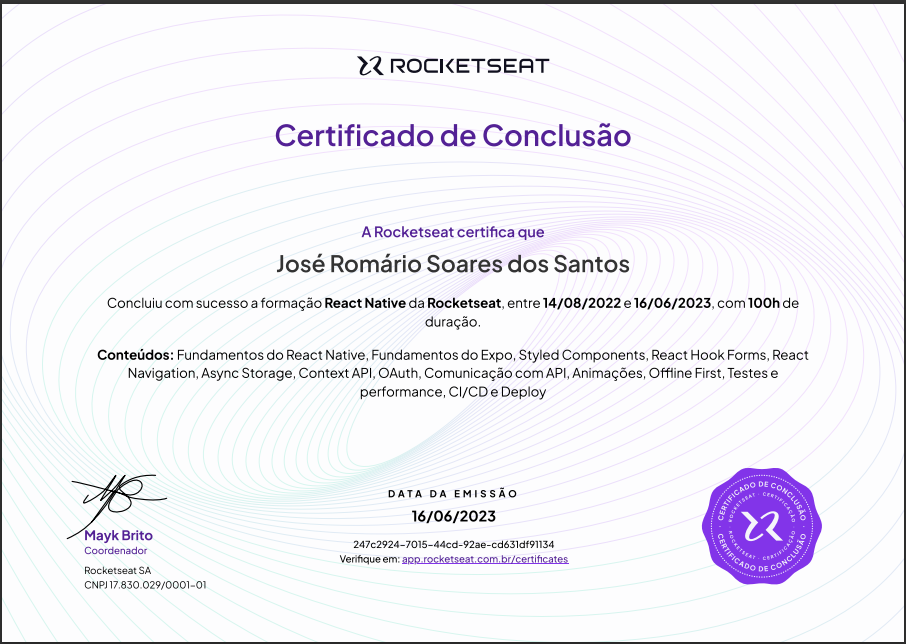 ROCKETSEAT
Certificado de Conclusão
A Rocketseat certifica que
José Romário Soares dos Santos
Concluiu com sucesso a formação React Native da Rocketseat, entre 14/08/2022 e 16/06/2023, com 100h de
duração.
Conteúdos: Fundamentos do React Native, Fundamentos do Expo, Styled Components, React Hook Forms, React
Navigation, Async Storage, Context API, OAuth, Comunicação com API, Animações, Offline First, Testes e
performance, CI/CD e Deploy
Mayk Brito
Coordenador
Rocketseat SA
CNPJ 17.830.029/0001-01
DATA DA EMISSÃO
16/06/2023
247c2924-7015-44cd-92ae-cd631df91134
Verifique em: app.rocketseat.com.br/certificates
CERTIFICADO DE CONCLUSÃO
ROCKETSEAT · CERTIFICAÇÃO
ROCKETSEAT · CERTIFICAÇÃO
CERTIFICADO DE CONCLUSÃO